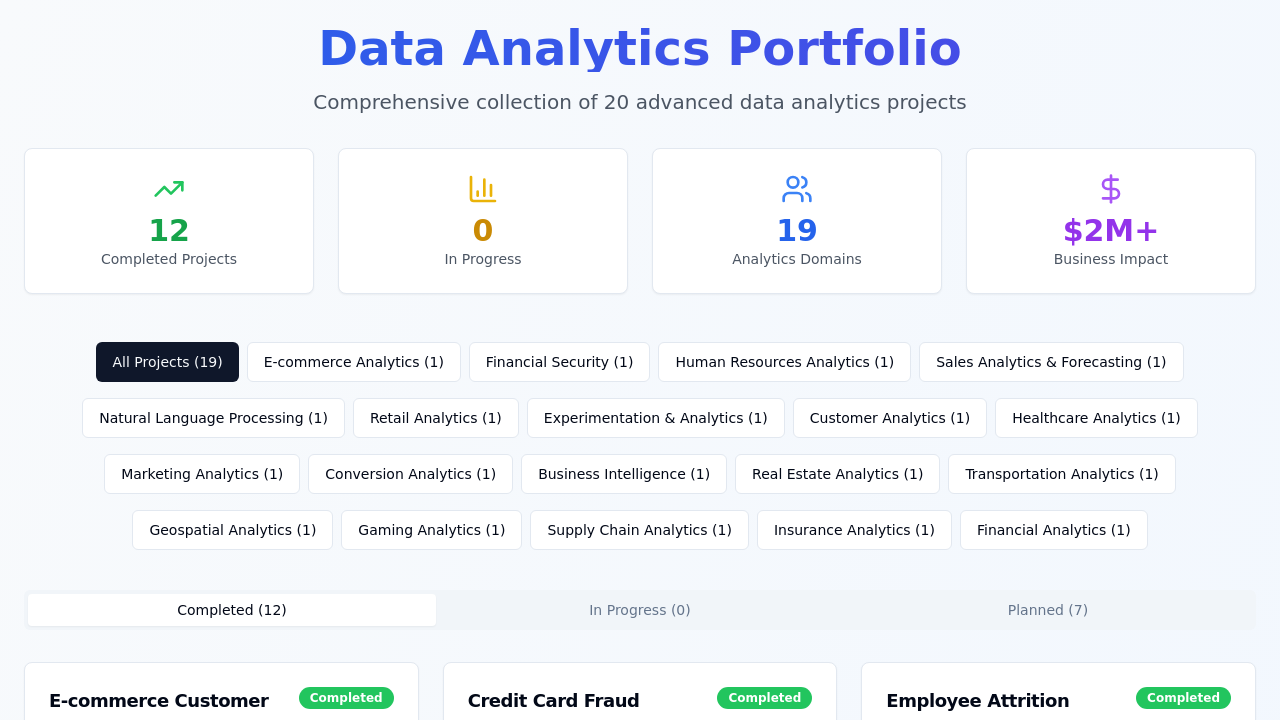 Data Analytics Portfolio
Comprehensive collection of 20 advanced data analytics projects
12
Completed Projects
0
In Progress
19
Analytics Domains
$2M+
Business Impact
All Projects (19)
E-commerce Analytics (1)
Financial Security (1)
Human Resources Analytics (1)
Sales Analytics & Forecasting (1)
Natural Language Processing (1)
Retail Analytics (1)
Experimentation & Analytics (1)
Customer Analytics (1)
Healthcare Analytics (1)
Marketing Analytics (1)
Conversion Analytics (1)
Business Intelligence (1)
Real Estate Analytics (1)
Transportation Analytics (1)
Geospatial Analytics (1)
Gaming Analytics (1)
Supply Chain Analytics (1)
Insurance Analytics (1)
Financial Analytics (1)
Completed (12)
In Progress (0)
Planned (7)
E-commerce Customer
Completed
Credit Card Fraud
Completed
Employee Attrition
Completed